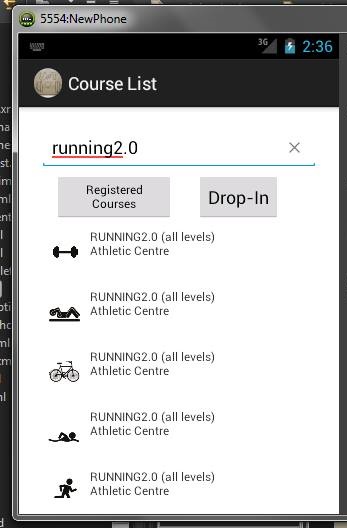 5554:NewPhone
3G 2:36
Course List
running2.0
Registered
Courses
Drop-In
RUNNING2.0 (all levels)
Athletic Centre
RUNNING2.0 (all levels)
Athletic Centre
RUNNING2.0 (all levels)
Athletic Centre
RUNNING2.0 (all levels)
Athletic Centre
RUNNING2.0 (all levels)
Athletic Centre